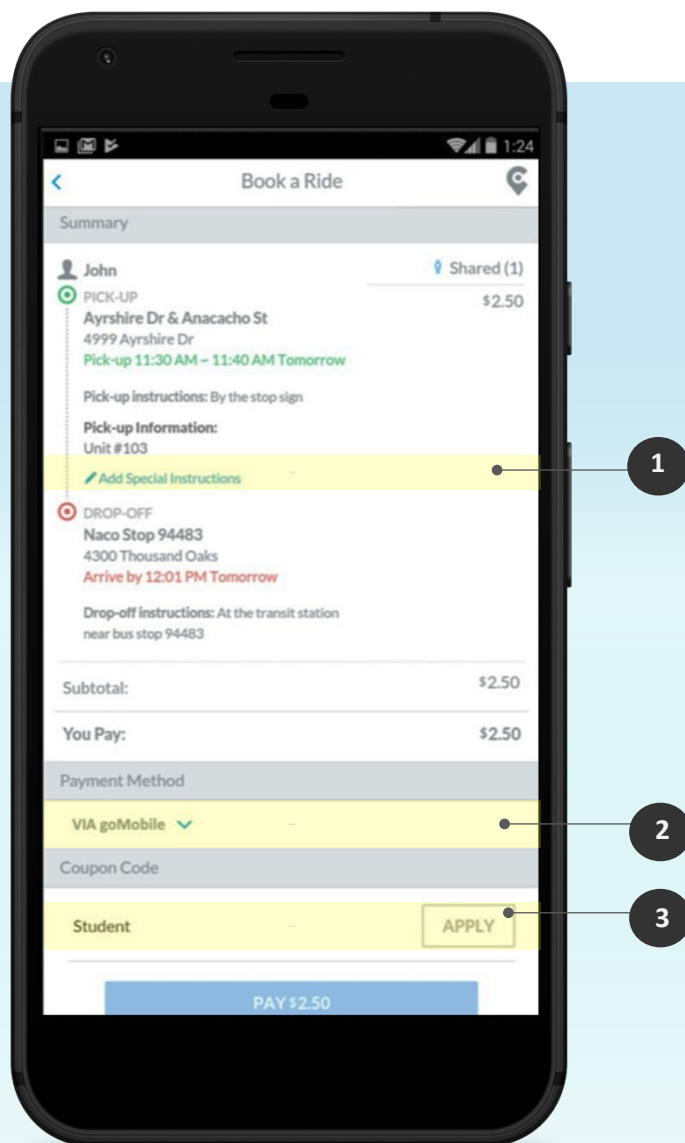 1:24
Book a Ride
Summary
John
Shared (1)
PICK-UP
$2.50
Ayrshire Dr & Anacacho St
4999 Ayrshire Dr
Pick-up 11:30 AM – 11:40 AM Tomorrow
Pick-up instructions: By the stop sign
Pick-up Information:
Unit #103
Add Special Instructions
1
DROP-OFF
Naco Stop 94483
4300 Thousand Oaks
Arrive by 12:01 PM Tomorrow
Drop-off instructions: At the transit station
near bus stop 94483
Subtotal: $2.50
You Pay: $2.50
Payment Method
VIA goMobile
2
Coupon Code
Student APPLY
3
PAY $2.50